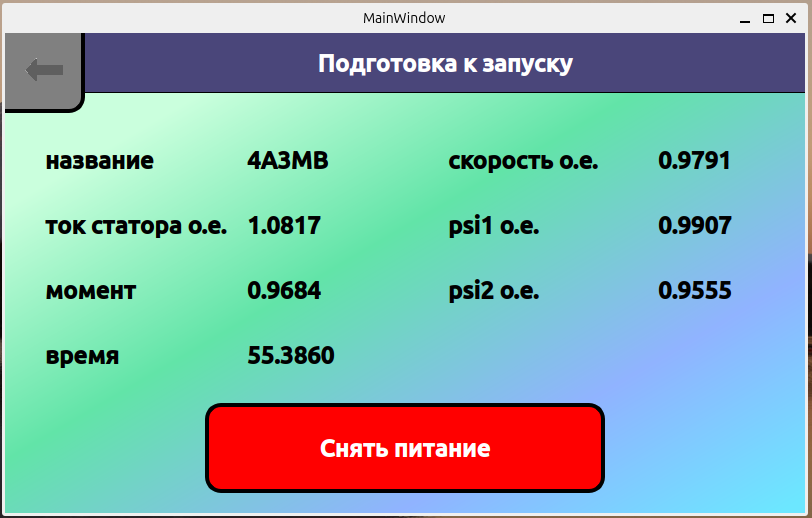 MainWindow
Подготовка к запуску
название 4АЗМВ скорость о.е. 0.9791
ток статора о.е. 1.0817 psi1 о.е. 0.9907
момент 0.9684 psi2 о.е. 0.9555
время 55.3860
Снять питание